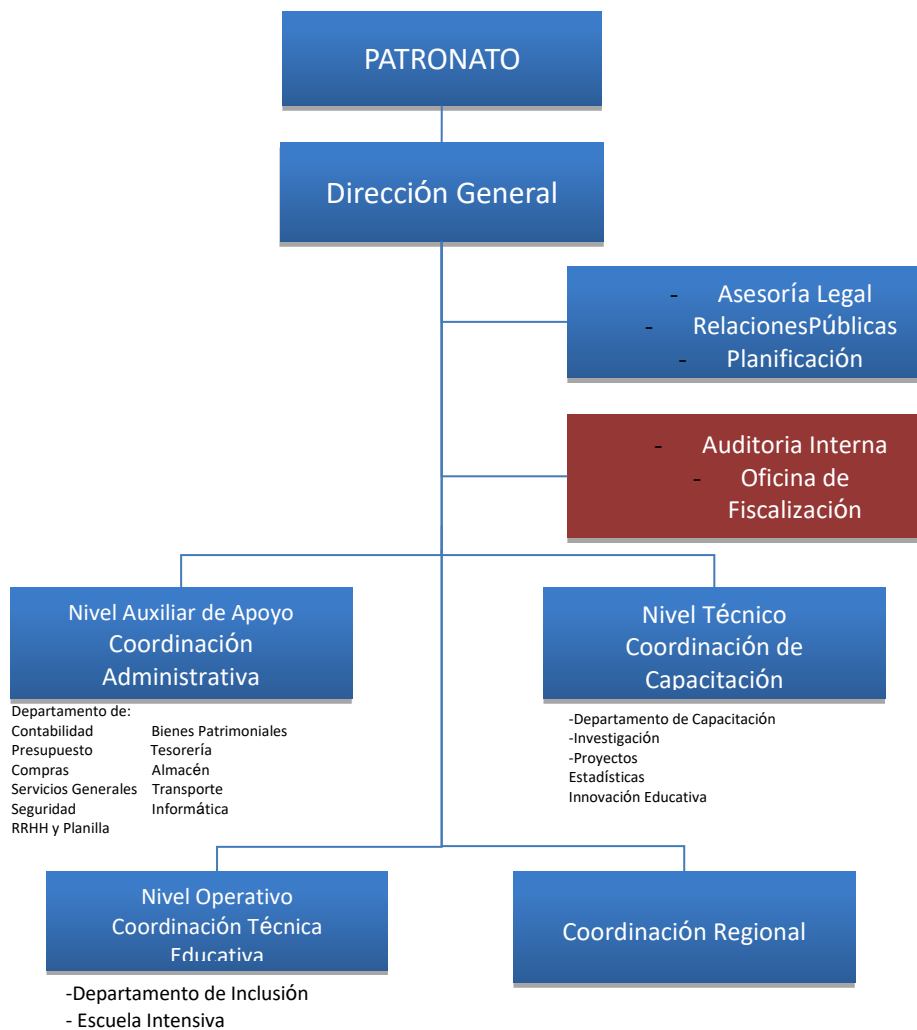 PATRONATO
Dirección General
- Asesoría Legal
- RelacionesPúblicas
- Planificación
- Auditoria Interna
- Oficina de
Fiscalización
Nivel Auxiliar de Apoyo
Coordinación
Administrativa
Nivel Técnico
Coordinación de
Capacitación
Departamento de:
Contabilidad Bienes Patrimoniales
Presupuesto Tesorería
Compras Almacén
Servicios Generales Transporte
Seguridad Informática
RRHH y Planilla
-Departamento de Capacitación
-Investigación
-Proyectos
Estadísticas
Innovación Educativa
Nivel Operativo
Coordinación Técnica
Educativa
Coordinación Regional
-Departamento de Inclusión
- Escuela Intensiva